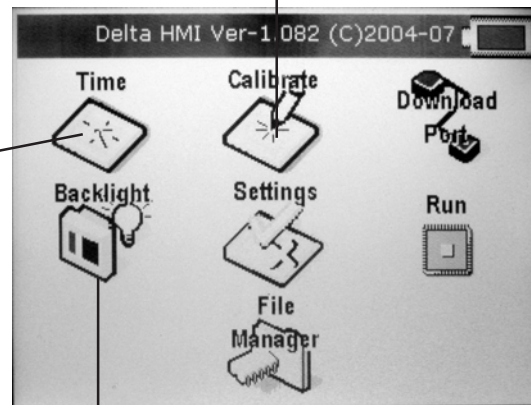 Delta HMI Ver-1.082 (C)2004-07
Time
Calibrate
Download
Port
Backlight
Settings
Run
File
Manager